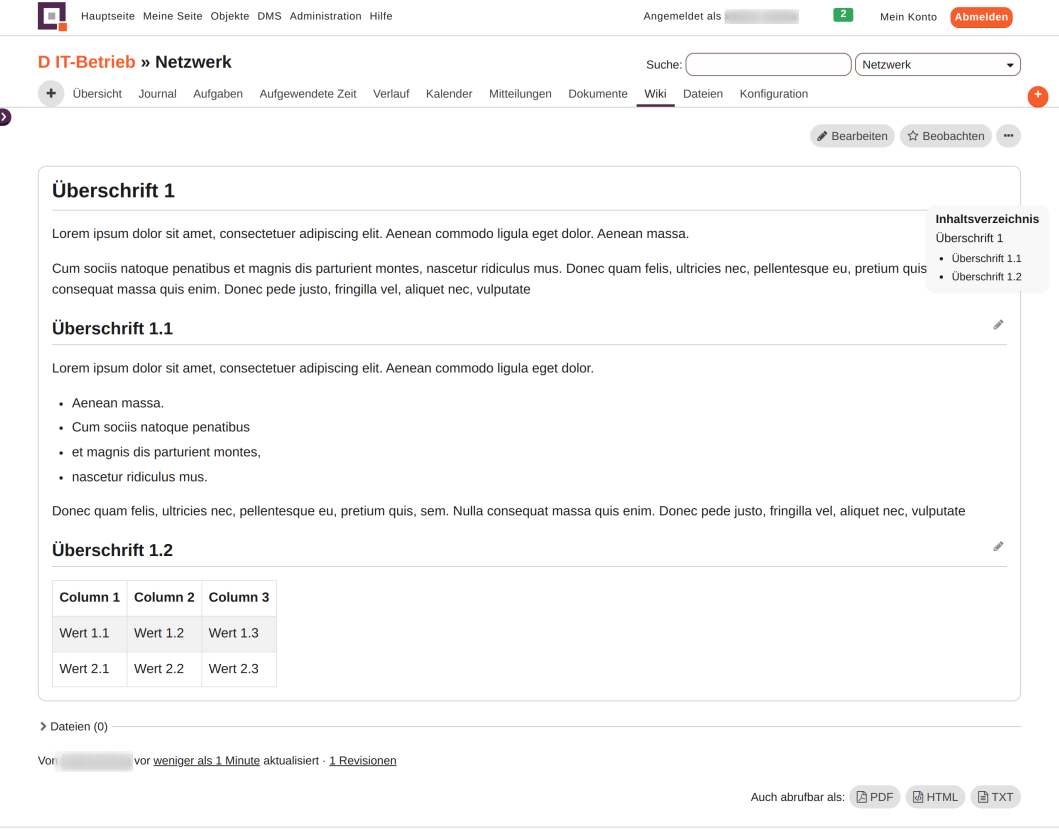 Hauptseite Meine Seite Objekte DMS Administration Hilfe Angemeldet als 2 Mein Konto Abmelden
D IT-Betrieb » Netzwerk Suche: Netzwerk
+ Übersicht Journal Aufgaben Aufgewendete Zeit Verlauf Kalender Mitteilungen Dokumente Wiki Dateien Konfiguration +
Bearbeiten Beobachten
Überschrift 1
Inhaltsverzeichnis
Überschrift 1
• Überschrift 1.1
• Überschrift 1.2
Lorem ipsum dolor sit amet, consectetuer adipiscing elit. Aenean commodo ligula eget dolor. Aenean massa.
Cum sociis natoque penatibus et magnis dis parturient montes, nascetur ridiculus mus. Donec quam felis, ultricies nec, pellentesque eu, pretium quis
consequat massa quis enim. Donec pede justo, fringilla vel, aliquet nec, vulputate
Überschrift 1.1
Lorem ipsum dolor sit amet, consectetuer adipiscing elit. Aenean commodo ligula eget dolor.
• Aenean massa.
• Cum sociis natoque penatibus
• et magnis dis parturient montes,
• nascetur ridiculus mus.
Donec quam felis, ultricies nec, pellentesque eu, pretium quis, sem. Nulla consequat massa quis enim. Donec pede justo, fringilla vel, aliquet nec, vulputate
Überschrift 1.2
Column 1 Column 2 Column 3
Wert 1.1 Wert 1.2 Wert 1.3
Wert 2.1 Wert 2.2 Wert 2.3
Dateien (0)
Von vor weniger als 1 Minute aktualisiert · 1 Revisionen
Auch abrufbar als: PDF HTML TXT